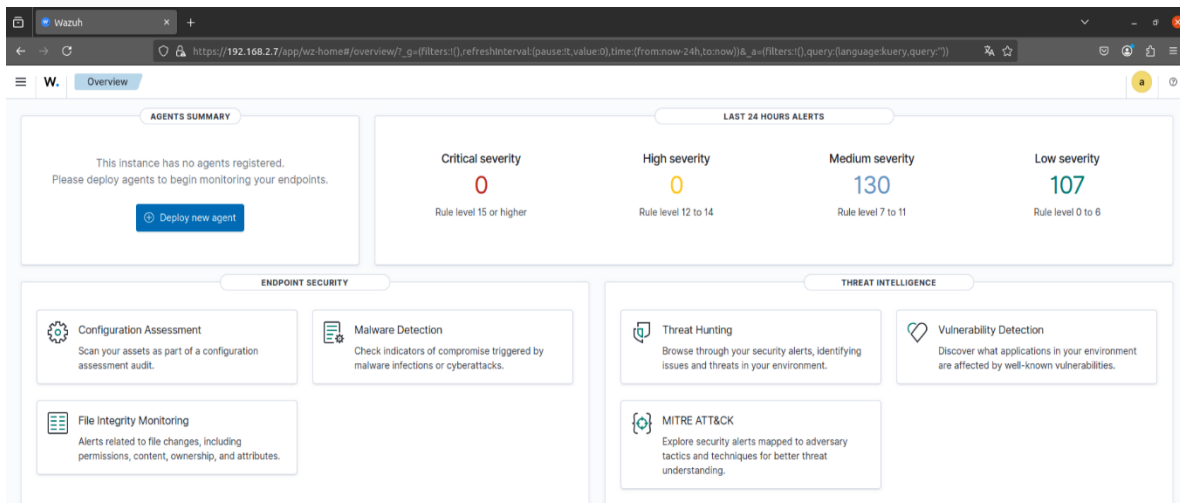 Wazuh
https://192.168.2.7/app/wz-home#/overview/?_g=(filters:!(),refreshInterval:(pause:!t,value:0),time:(from:now-24h,to:now))&_a=(filters:!(),query:(language:kuery,query:''))
W. Overview
a
AGENTS SUMMARY
This instance has no agents registered.
Please deploy agents to begin monitoring your endpoints.
Deploy new agent
LAST 24 HOURS ALERTS
Critical severity
0
Rule level 15 or higher
High severity
0
Rule level 12 to 14
Medium severity
130
Rule level 7 to 11
Low severity
107
Rule level 0 to 6
ENDPOINT SECURITY
Configuration Assessment
Scan your assets as part of a configuration
assessment audit.
Malware Detection
Check indicators of compromise triggered by
malware infections or cyberattacks.
File Integrity Monitoring
Alerts related to file changes, including
permissions, content, ownership, and attributes.
THREAT INTELLIGENCE
Threat Hunting
Browse through your security alerts, identifying
issues and threats in your environment.
Vulnerability Detection
Discover what applications in your environment
are affected by well-known vulnerabilities.
MITRE ATT&CK
Explore security alerts mapped to adversary
tactics and techniques for better threat
understanding.